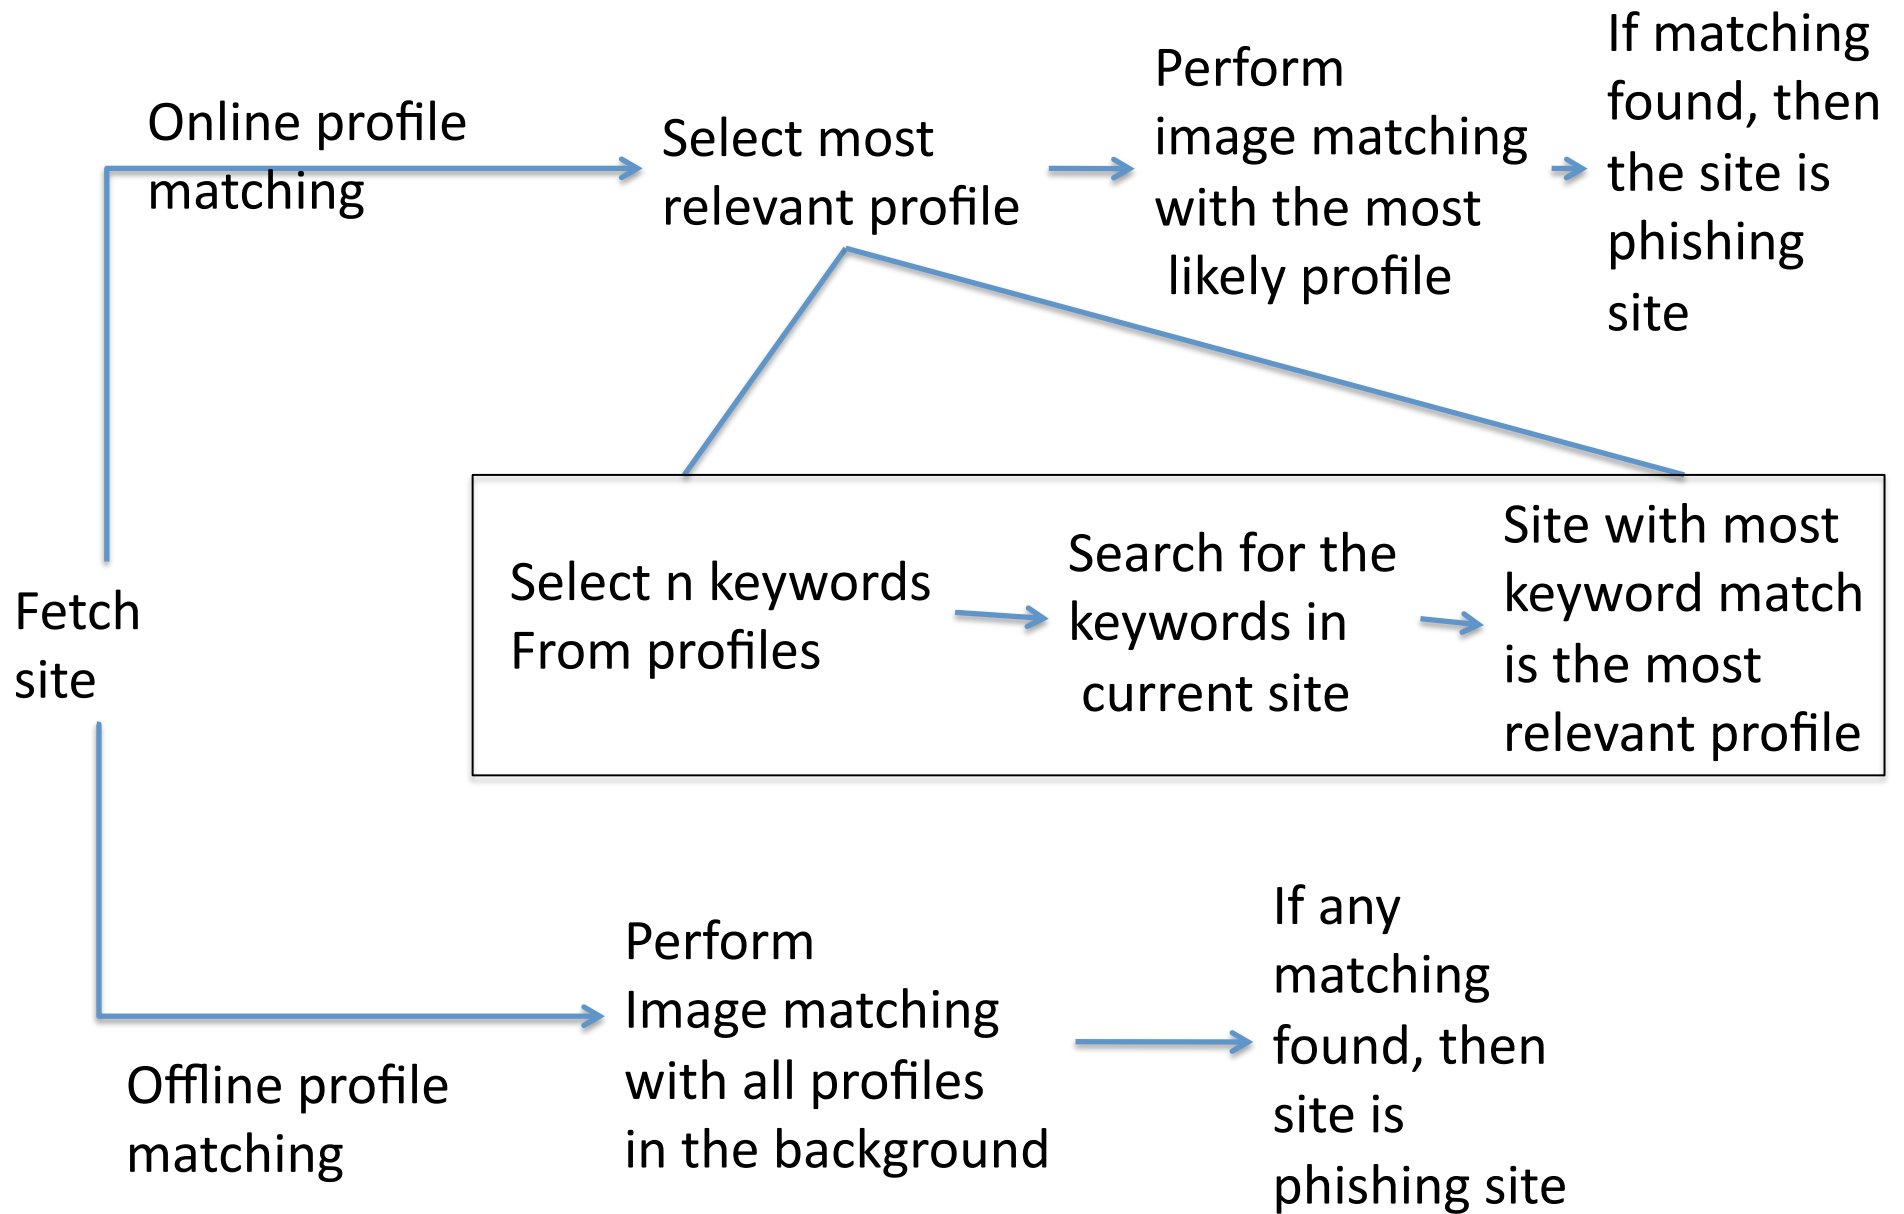 Online profile
matching
Select most
relevant profile
Perform
image matching
with the most
likely profile
If matching
found, then
the site is
phishing
site
Fetch
site
Select n keywords
From profiles
Search for the
keywords in
current site
Site with most
keyword match
is the most
relevant profile
Offline profile
matching
Perform
Image matching
with all profiles
in the background
If any
matching
found, then
site is
phishing site